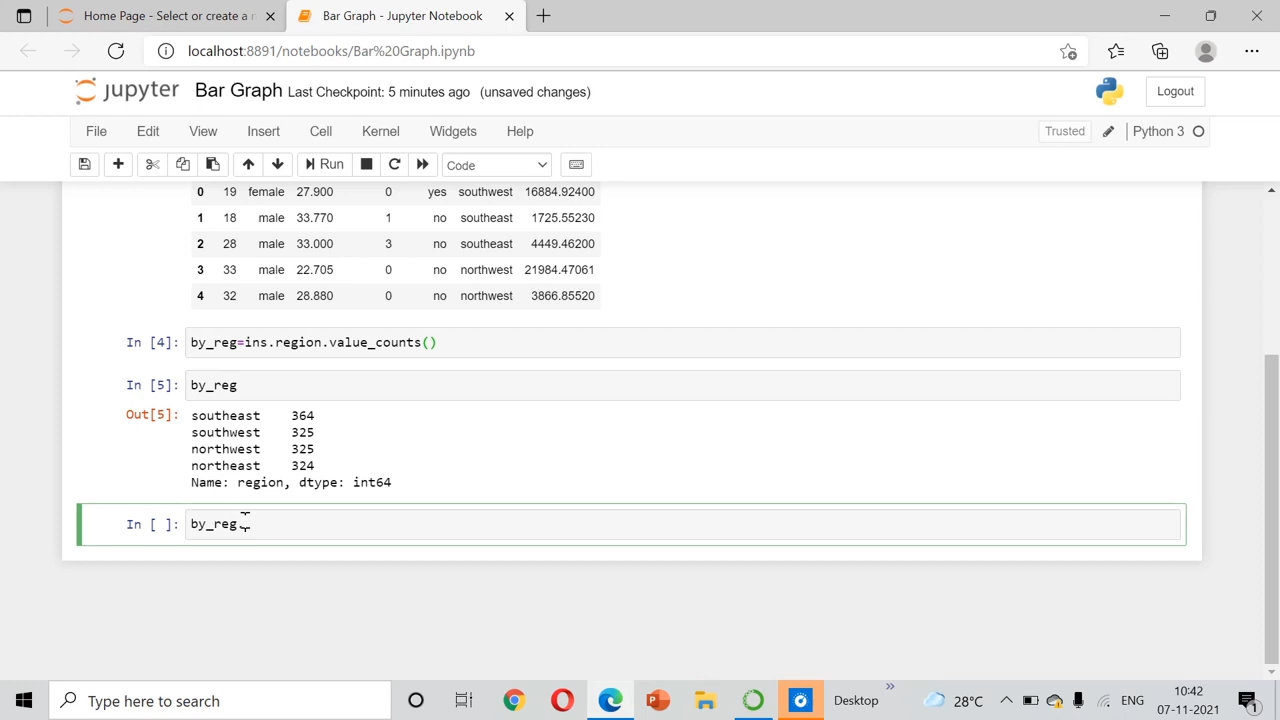 Home Page - Select or create a n
Bar Graph - Jupyter Notebook
localhost:8891/notebooks/Bar%20Graph.ipynb
jupyter Bar Graph Last Checkpoint: 5 minutes ago (unsaved changes) Logout
File Edit View Insert Cell Kernel Widgets Help Trusted Python 3
Run Code
0 19 female 27.900 0 yes southwest 16884.92400
1 18 male 33.770 1 no southeast 1725.55230
2 28 male 33.000 3 no southeast 4449.46200
3 33 male 22.705 0 no northwest 21984.47061
4 32 male 28.880 0 no northwest 3866.85520
In [4]: by_reg=ins.region.value_counts()
In [5]: by_reg
Out[5]: southeast 364
southwest 325
northwest 325
northeast 324
Name: region, dtype: int64
In [ ]: by_reg.
Type here to search
Desktop » 28°C ENG 10:42
07-11-2021 1